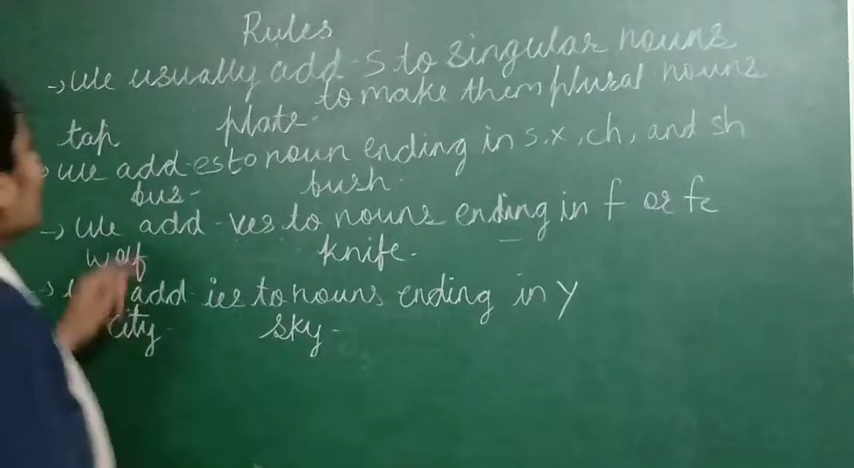 Rules
→ We usually add -s to singular nouns
to make them plural nouns
tap plate-
We add -es to noun ending in s, x, ch, and sh
bus- bush-
→ We add -ves to nouns ending in f or fe
wolf knife-
→ add -ies to nouns ending in y
city- sky-